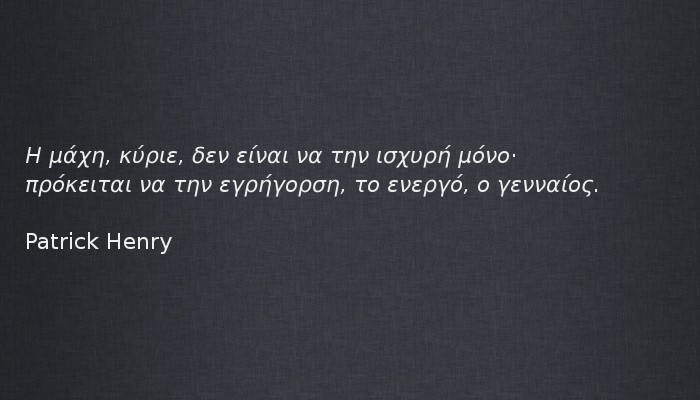 Η μάχη, κύριε, δεν είναι να την ισχυρή μόνο·
πρόκειται να την εγρήγορση, το ενεργό, ο γενναίος.
Patrick Henry